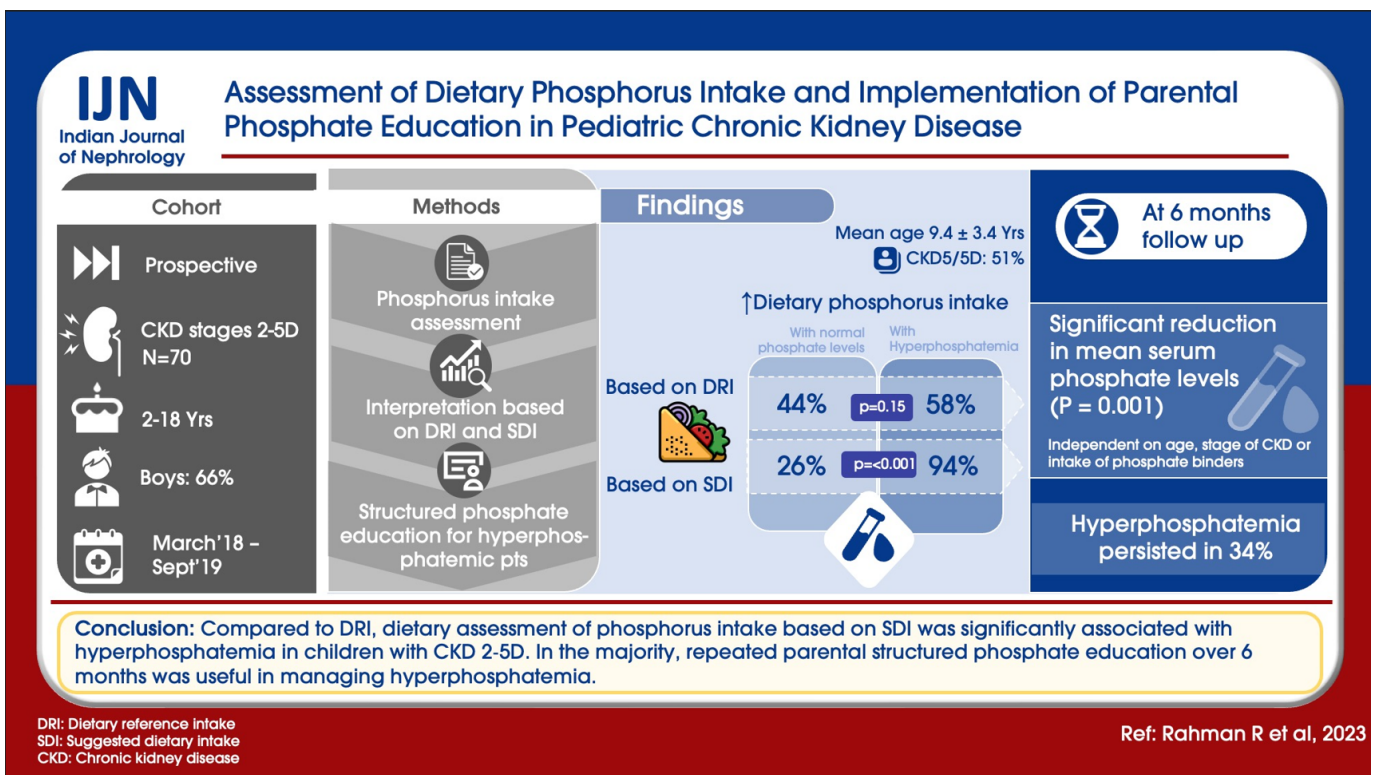 IJN
Indian Journal
of Nephrology
Assessment of Dietary Phosphorus Intake and Implementation of Parental
Phosphate Education in Pediatric Chronic Kidney Disease
Cohort
Prospective
CKD stages 2-5D
N=70
2-18 Yrs
Boys: 66%
March'18 –
Sept'19
Methods
Phosphorus intake
assessment
Interpretation based
on DRI and SDI
Structured phosphate
education for hyperphos-
phatemic pts
Findings
Mean age 9.4 ± 3.4 Yrs
CKD5/5D: 51%
↑Dietary phosphorus intake
With normal
phosphate levels
With
Hyperphosphatemia
Based on DRI
44%
p=0.15
58%
26%
p=<0.001
94%
Based on SDI
At 6 months
follow up
Significant reduction
in mean serum
phosphate levels
(P = 0.001)
Independent on age, stage of CKD or
intake of phosphate binders
Hyperphosphatemia
persisted in 34%
Conclusion: Compared to DRI, dietary assessment of phosphorus intake based on SDI was significantly associated with
hyperphosphatemia in children with CKD 2-5D. In the majority, repeated parental structured phosphate education over 6
months was useful in managing hyperphosphatemia.
DRI: Dietary reference intake
SDI: Suggested dietary intake
CKD: Chronic kidney disease
Ref: Rahman R et al, 2023